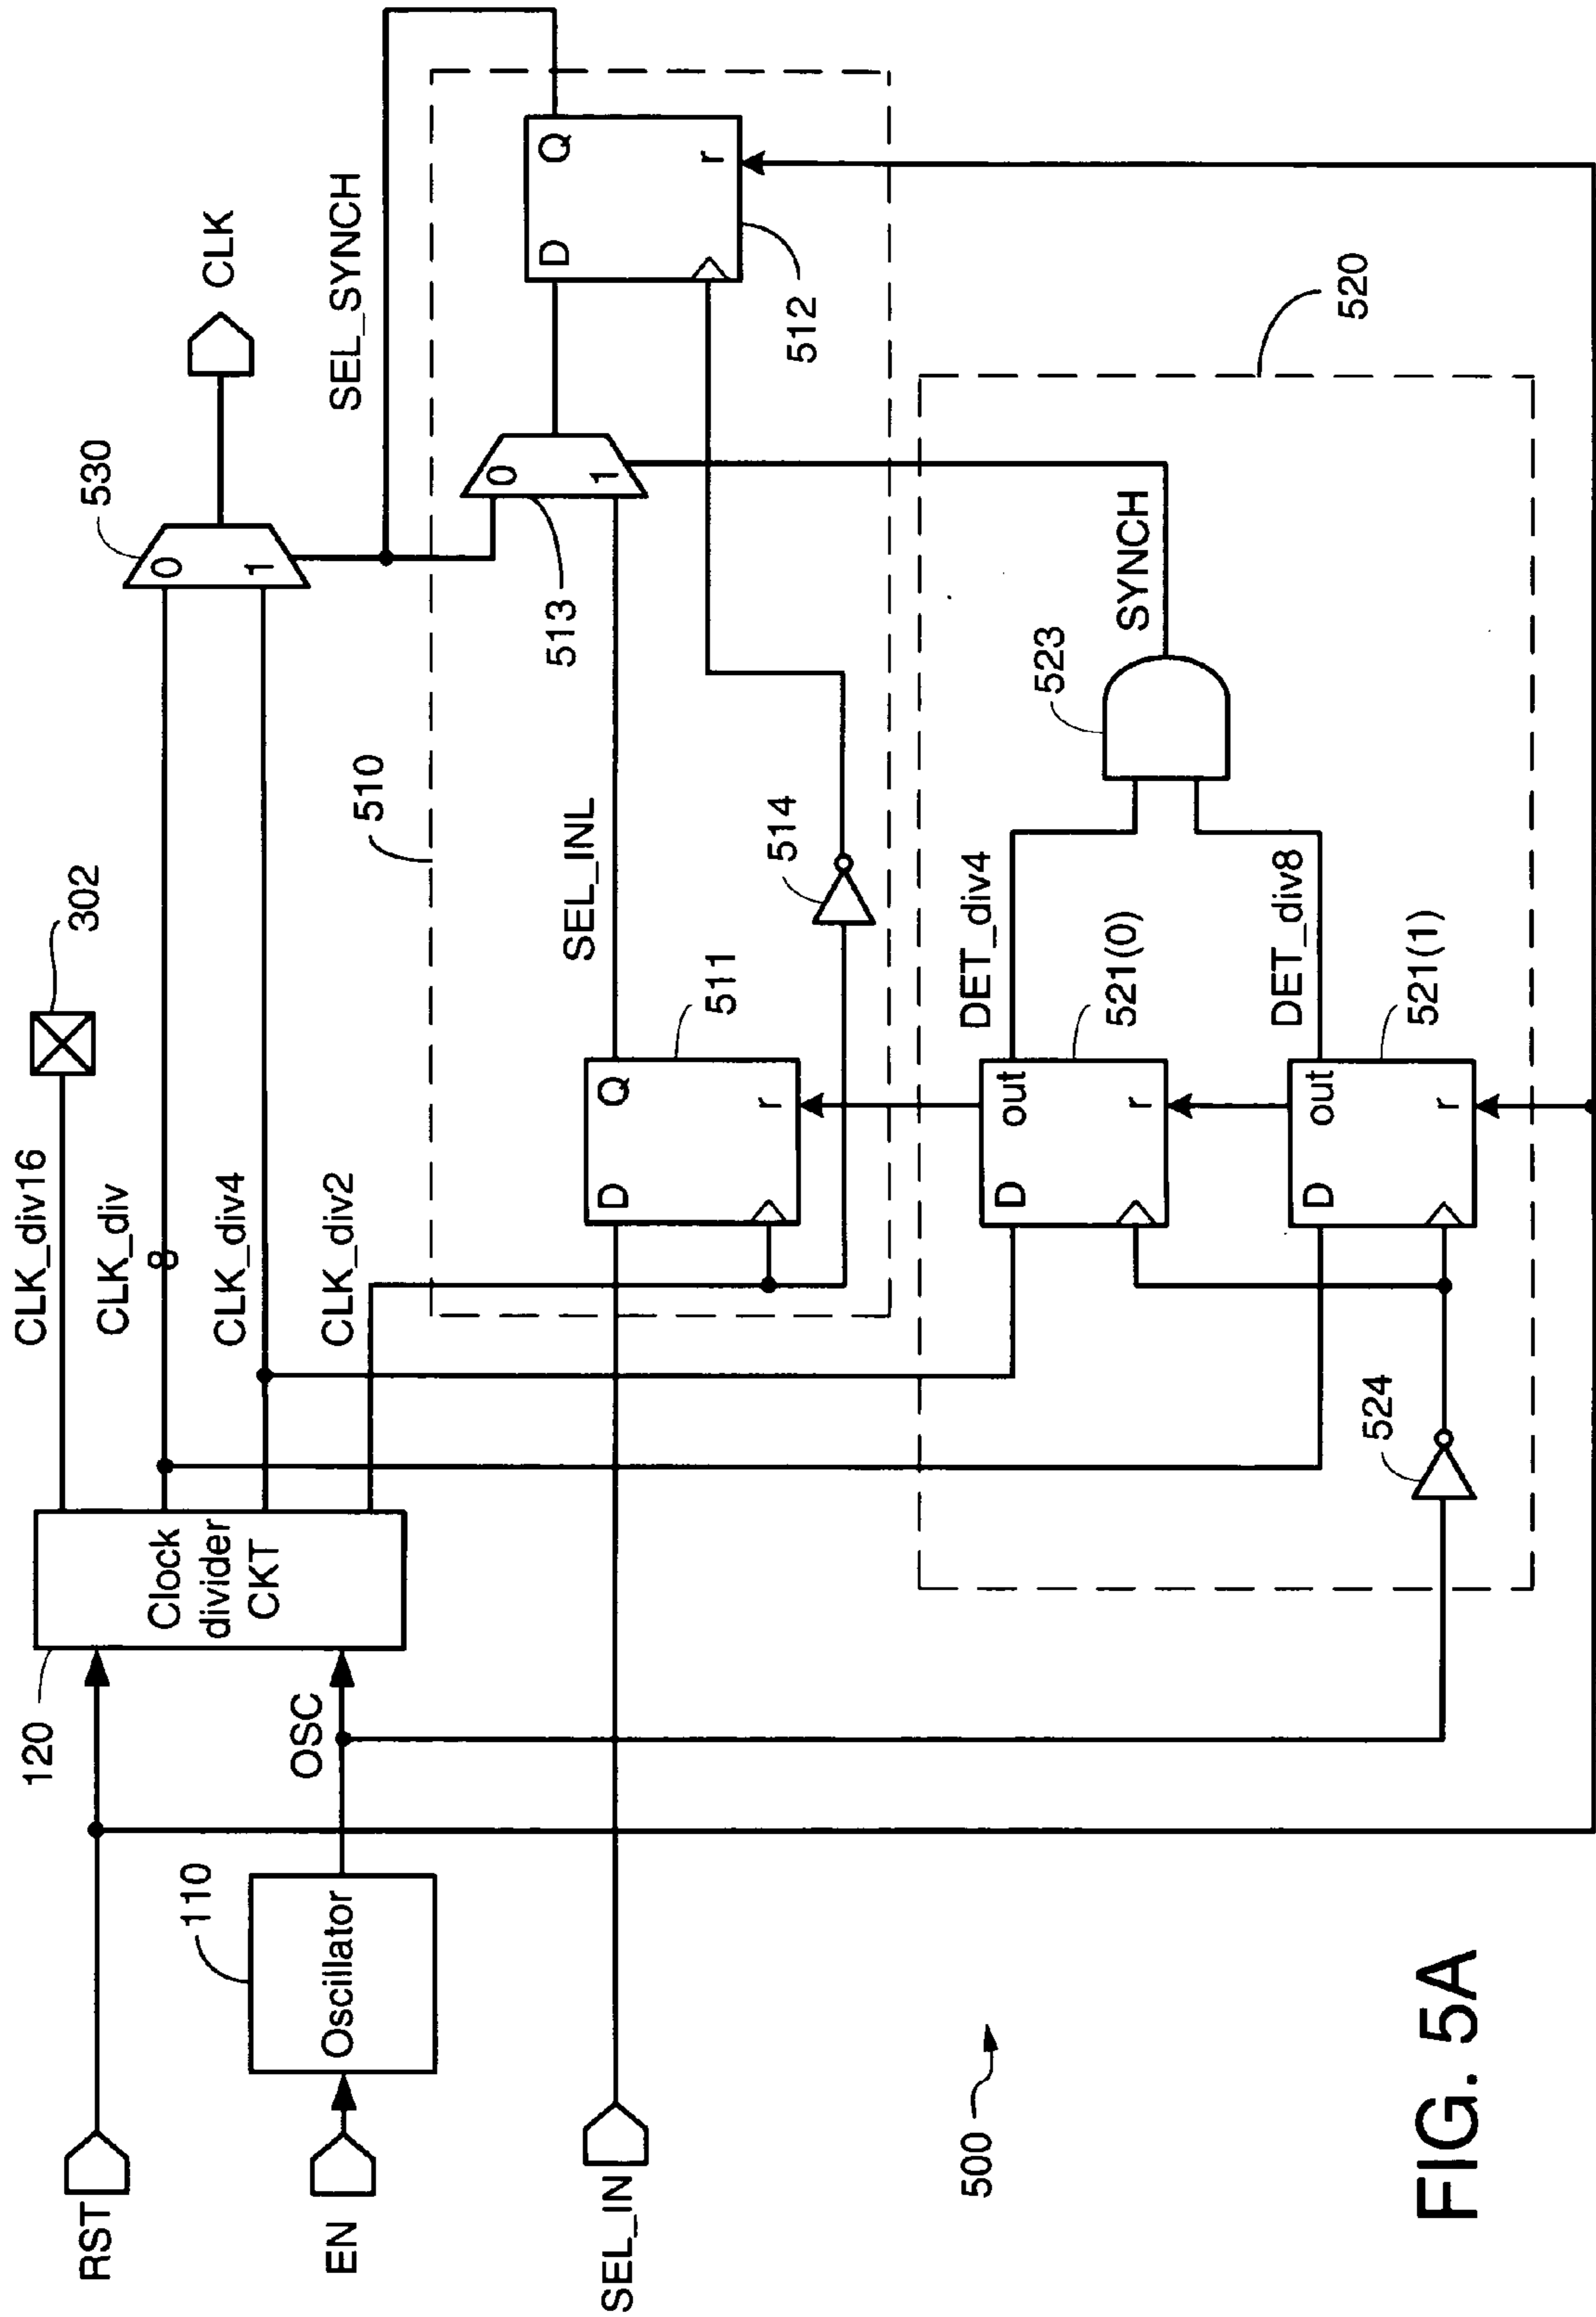 RST
EN
SEL_IN
110
Oscillator
OSC
120
Clock
divider
CKT
CLK_div16
302
CLK_div8
CLK_div4
CLK_div2
530
0
1
CLK
SEL_SYNCH
510
D
Q
r
511
SEL_INL
514
513
0
1
D
Q
r
512
520
524
D
out
r
521(0)
DET_div4
D
out
r
521(1)
DET_div8
523
SYNCH
500
FIG. 5A